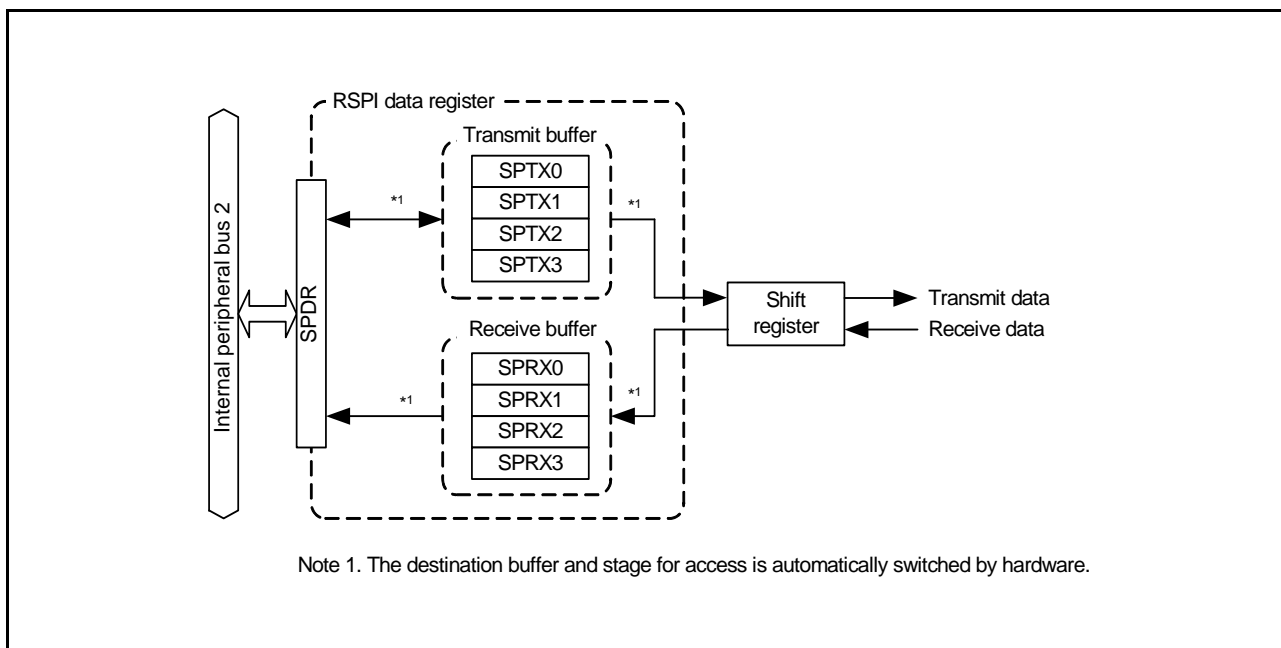 RSPI data register
Transmit buffer
SPTX0
SPTX1
SPTX2
SPTX3
*1
*1
Internal peripheral bus 2
SPDR
Shift
register
Transmit data
Receive data
Receive buffer
SPRX0
SPRX1
SPRX2
SPRX3
*1
*1
Note 1. The destination buffer and stage for access is automatically switched by hardware.